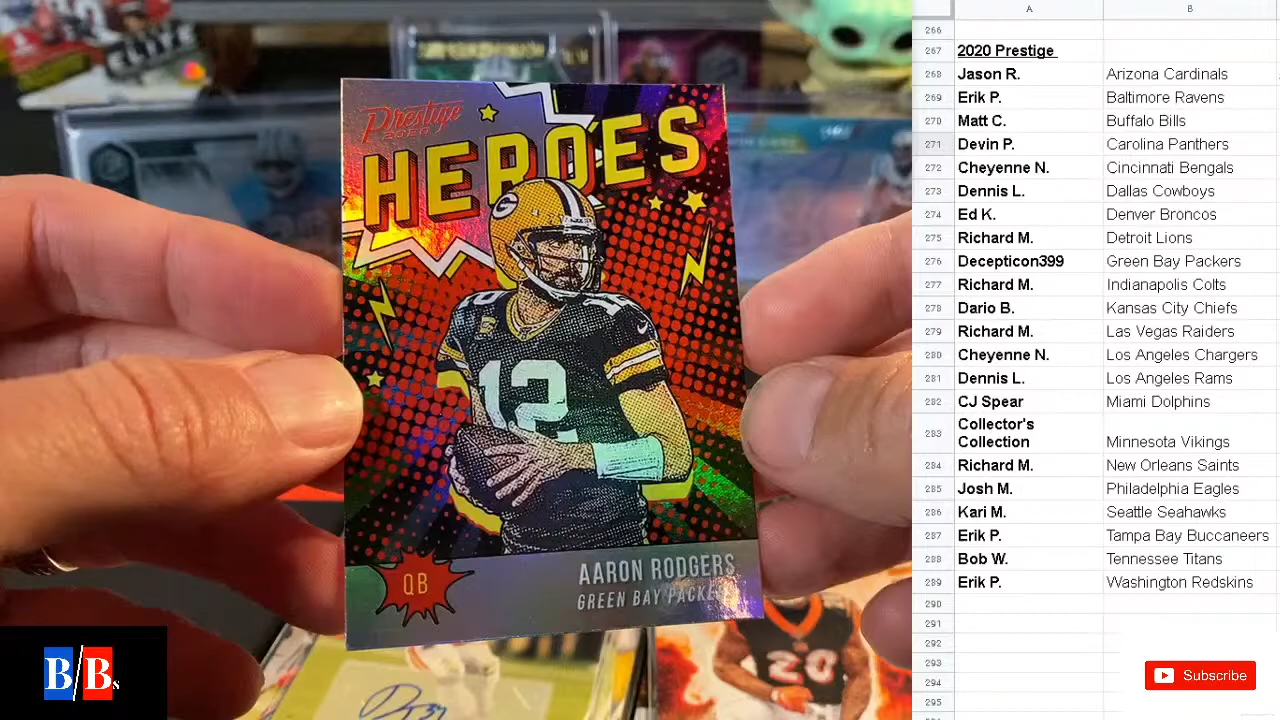 ELITE
Prestige
2020
HEROES
G
12
12
QB
AARON RODGERS
GREEN BAY PACKERS
20
B/Bs
A B
266
267 2020 Prestige
268 Jason R. Arizona Cardinals
269 Erik P. Baltimore Ravens
270 Matt C. Buffalo Bills
271 Devin P. Carolina Panthers
272 Cheyenne N. Cincinnati Bengals
273 Dennis L. Dallas Cowboys
274 Ed K. Denver Broncos
275 Richard M. Detroit Lions
276 Decepticon399 Green Bay Packers
277 Richard M. Indianapolis Colts
278 Dario B. Kansas City Chiefs
279 Richard M. Las Vegas Raiders
280 Cheyenne N. Los Angeles Chargers
281 Dennis L. Los Angeles Rams
282 CJ Spear Miami Dolphins
Collector's
283 Collection Minnesota Vikings
284 Richard M. New Orleans Saints
285 Josh M. Philadelphia Eagles
286 Kari M. Seattle Seahawks
287 Erik P. Tampa Bay Buccaneers
288 Bob W. Tennessee Titans
289 Erik P. Washington Redskins
290
291
292
293
294
295
Subscribe